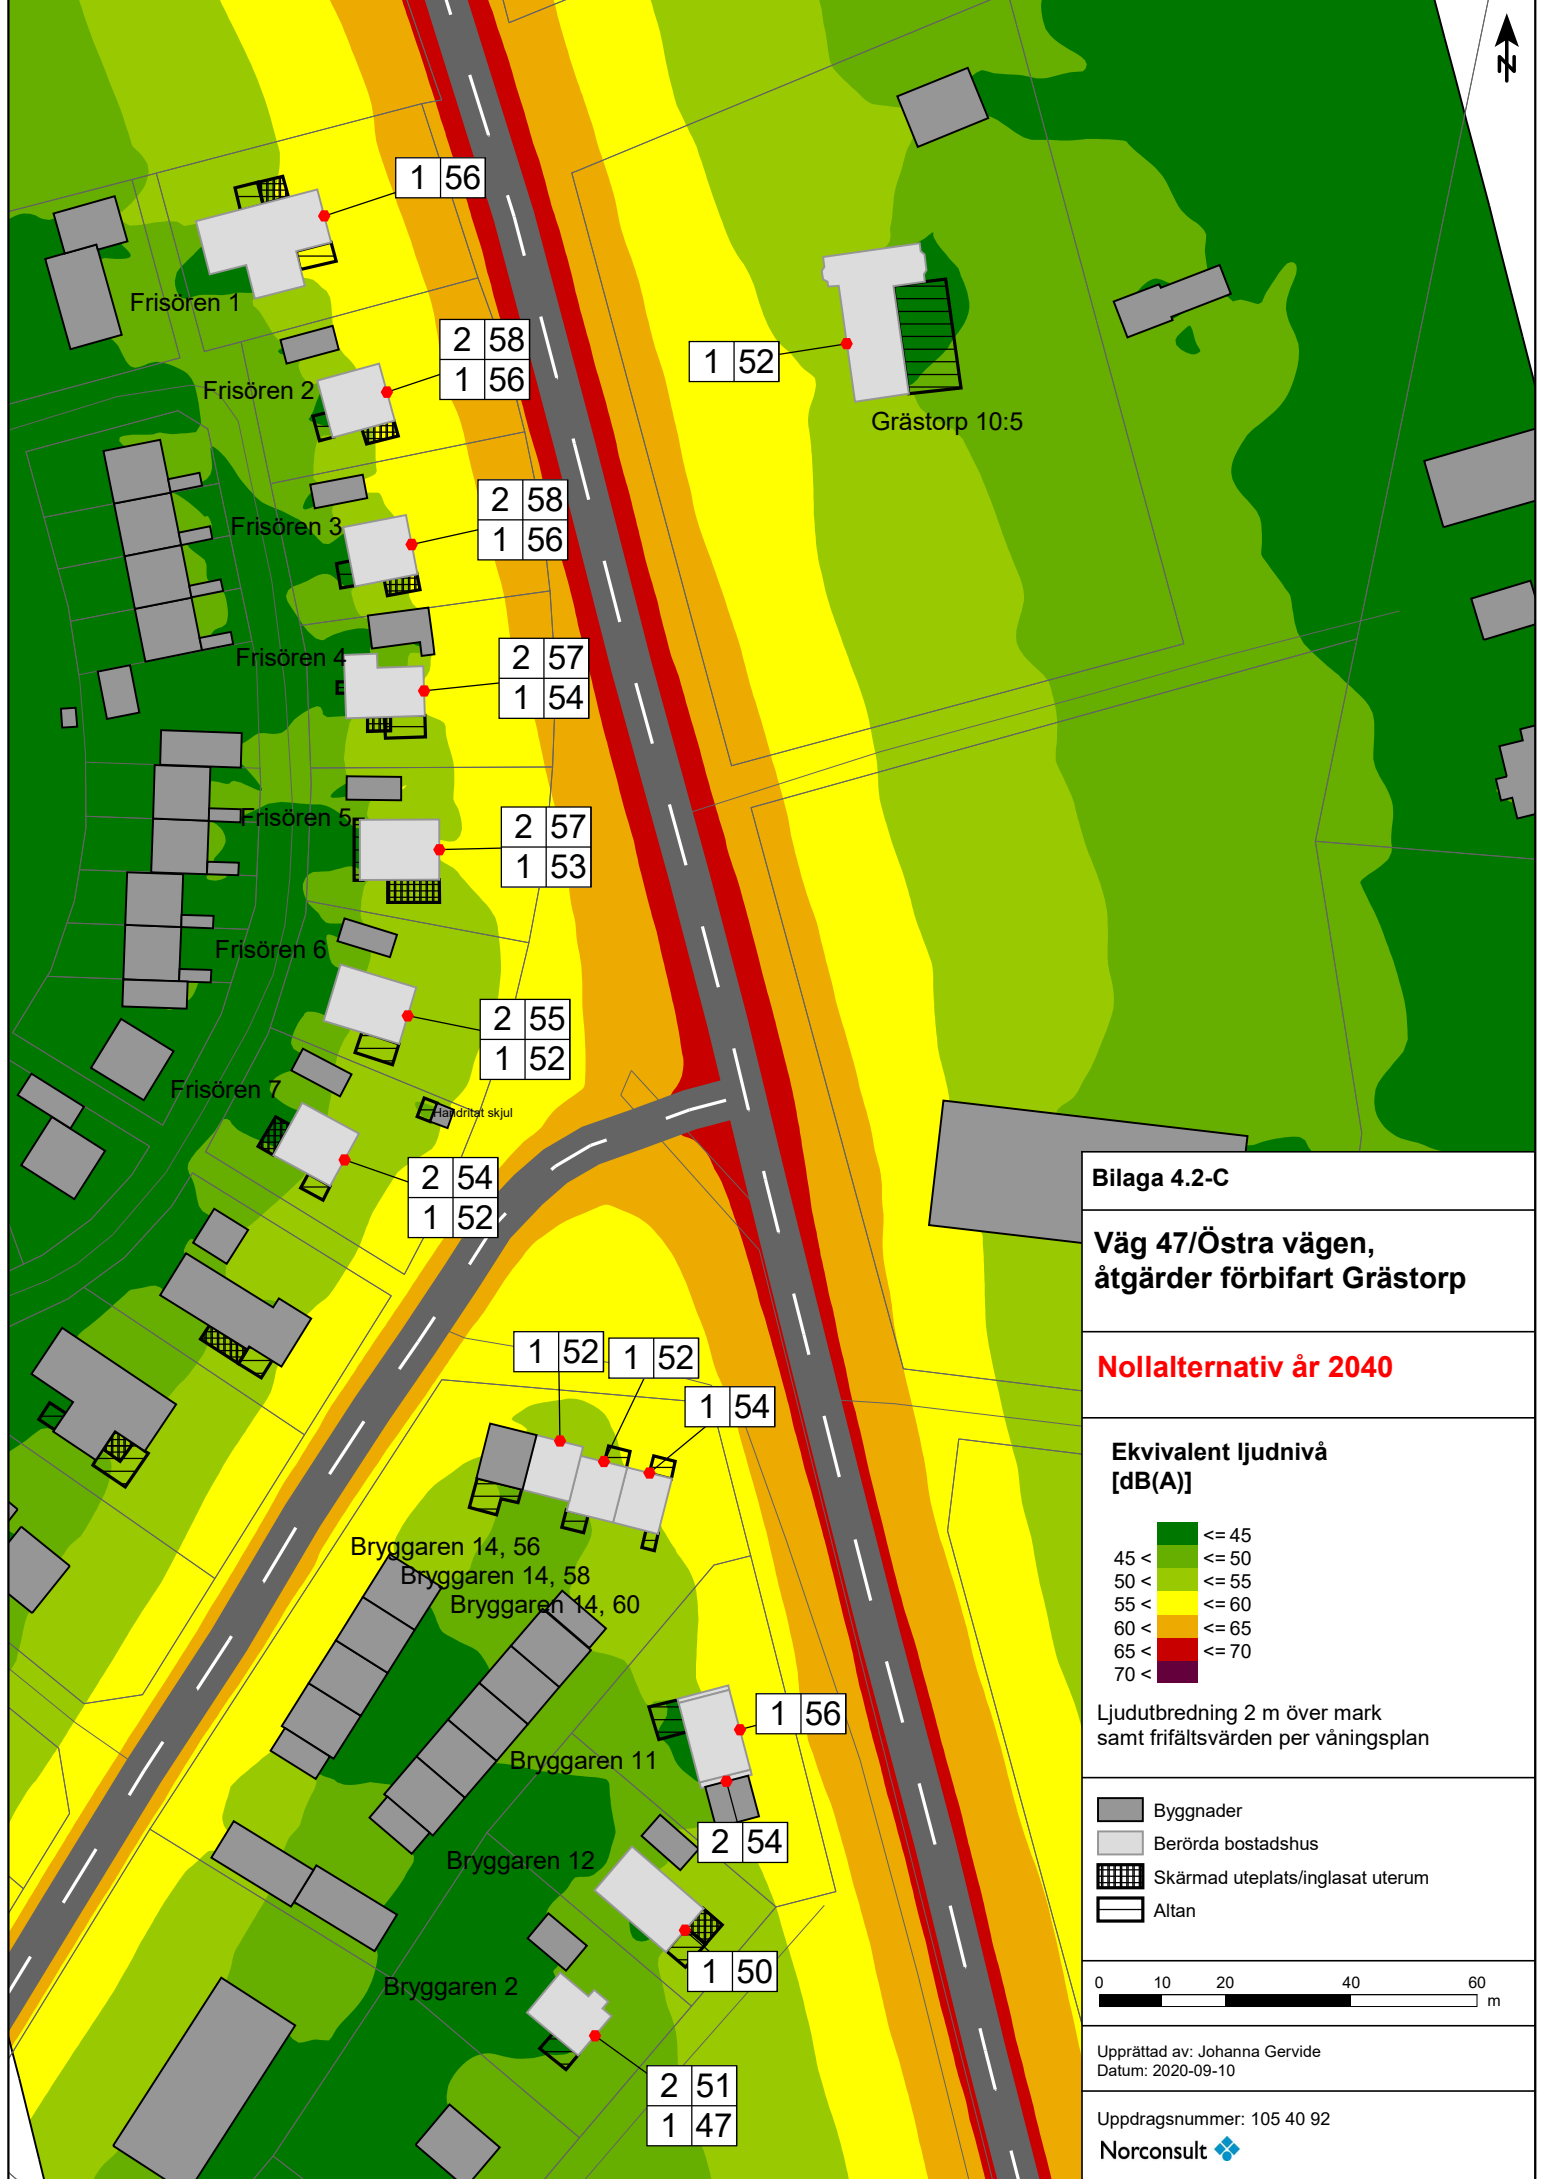 N
1 56
Frisören 1
2 58
1 56
Frisören 2
1 52
Grästorp 10:5
2 58
1 56
Frisören 3
2 57
1 54
Frisören 4
E
2 57
1 53
Frisören 5
Frisören 6
2 55
1 52
Frisören 7
Handritat skjul
2 54
1 52
1 52
1 52
1 54
Bryggaren 14, 56
Bryggaren 14, 58
Bryggaren 14, 60
1 56
Bryggaren 11
2 54
Bryggaren 12
1 50
Bryggaren 2
2 51
1 47
Bilaga 4.2-C
Väg 47/Östra vägen,
åtgärder förbifart Grästorp
Nollalternativ år 2040
Ekvivalent ljudnivå
[dB(A)]
<= 45
45 < <= 50
50 < <= 55
55 < <= 60
60 < <= 65
65 < <= 70
70 <
Ljudutbredning 2 m över mark
samt frifältsvärden per våningsplan
Byggnader
Berörda bostadshus
Skärmad uteplats/inglasat uterum
Altan
0 10 20 40 60
m
Upprättad av: Johanna Gervide
Datum: 2020-09-10
Uppdragsnummer: 105 40 92
Norconsult